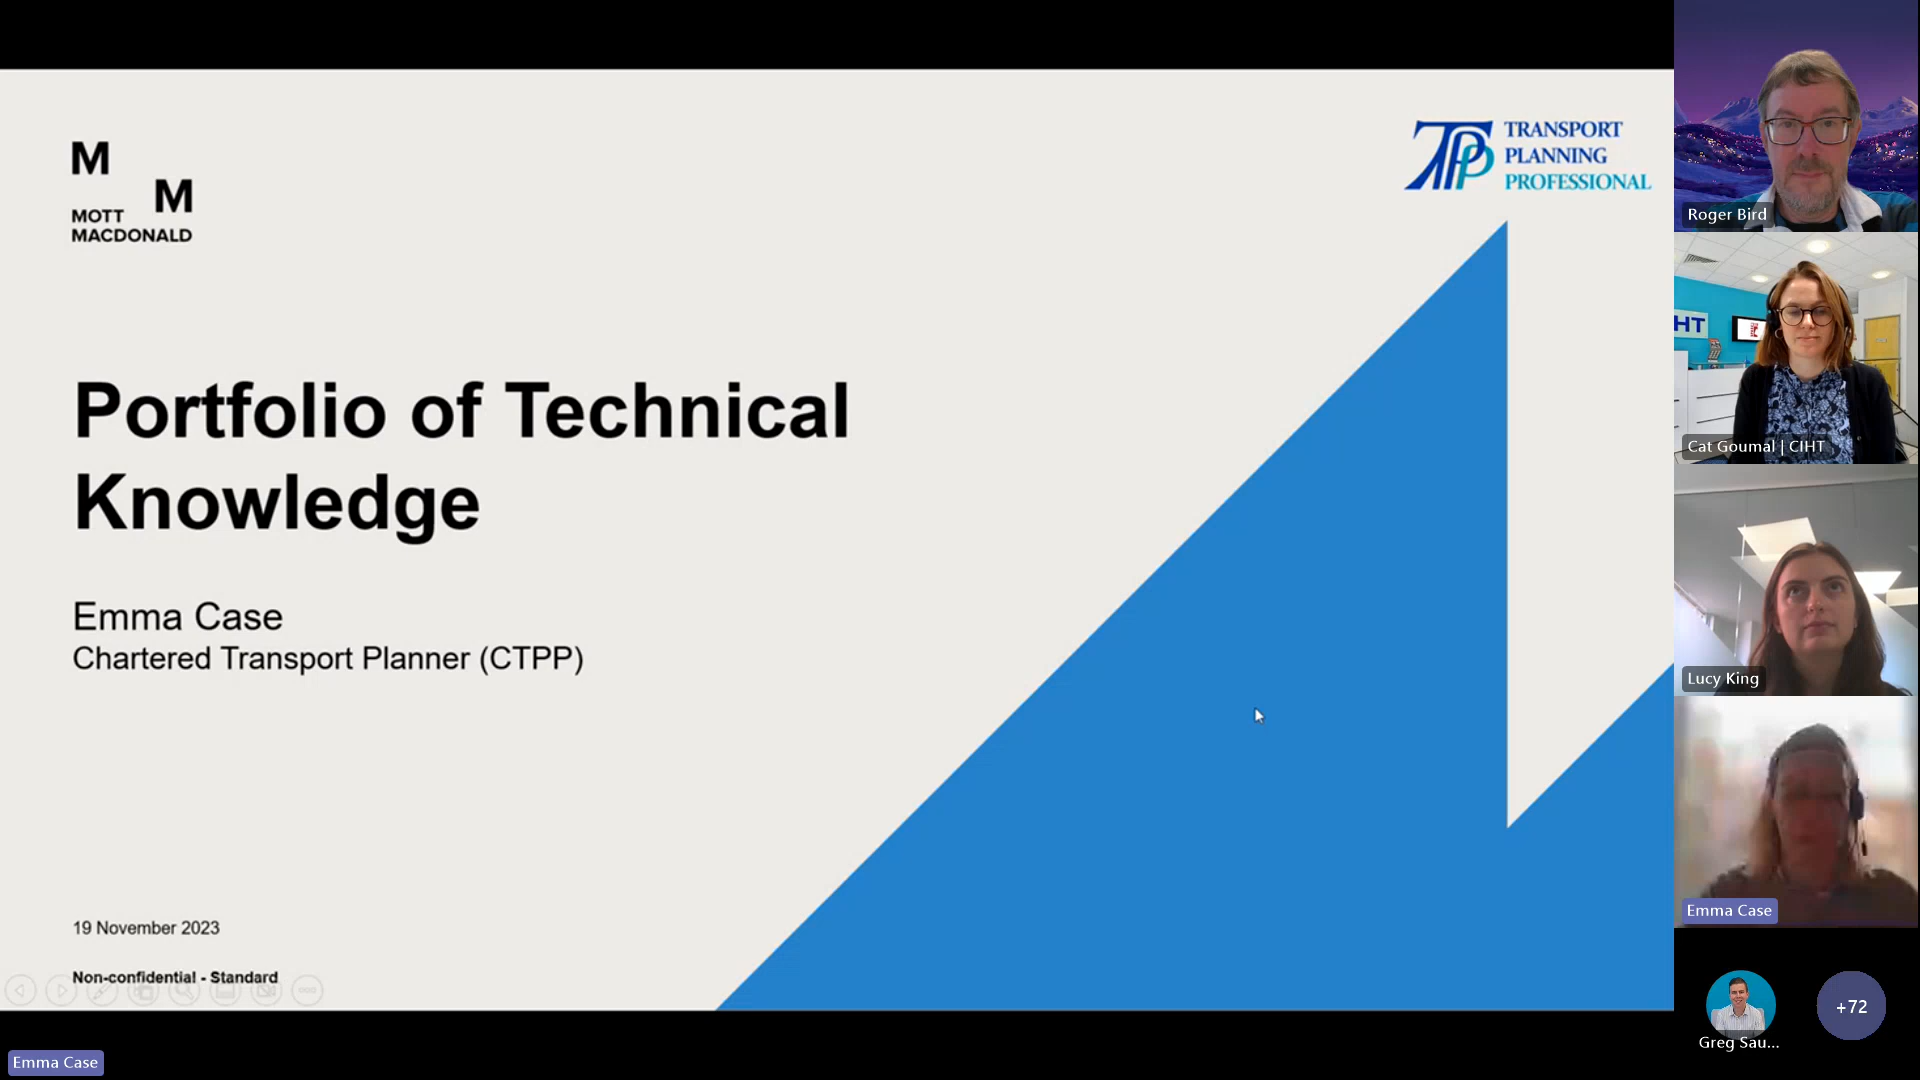 M
M
MOTT
MACDONALD
TPP
TRANSPORT
PLANNING
PROFESSIONAL
Portfolio of Technical
Knowledge
Emma Case
Chartered Transport Planner (CTPP)
19 November 2023
Non-confidential - Standard
Emma Case
Roger Bird
HT
Cat Goumal | CIHT
Lucy King
Emma Case
Greg Sau...
+72